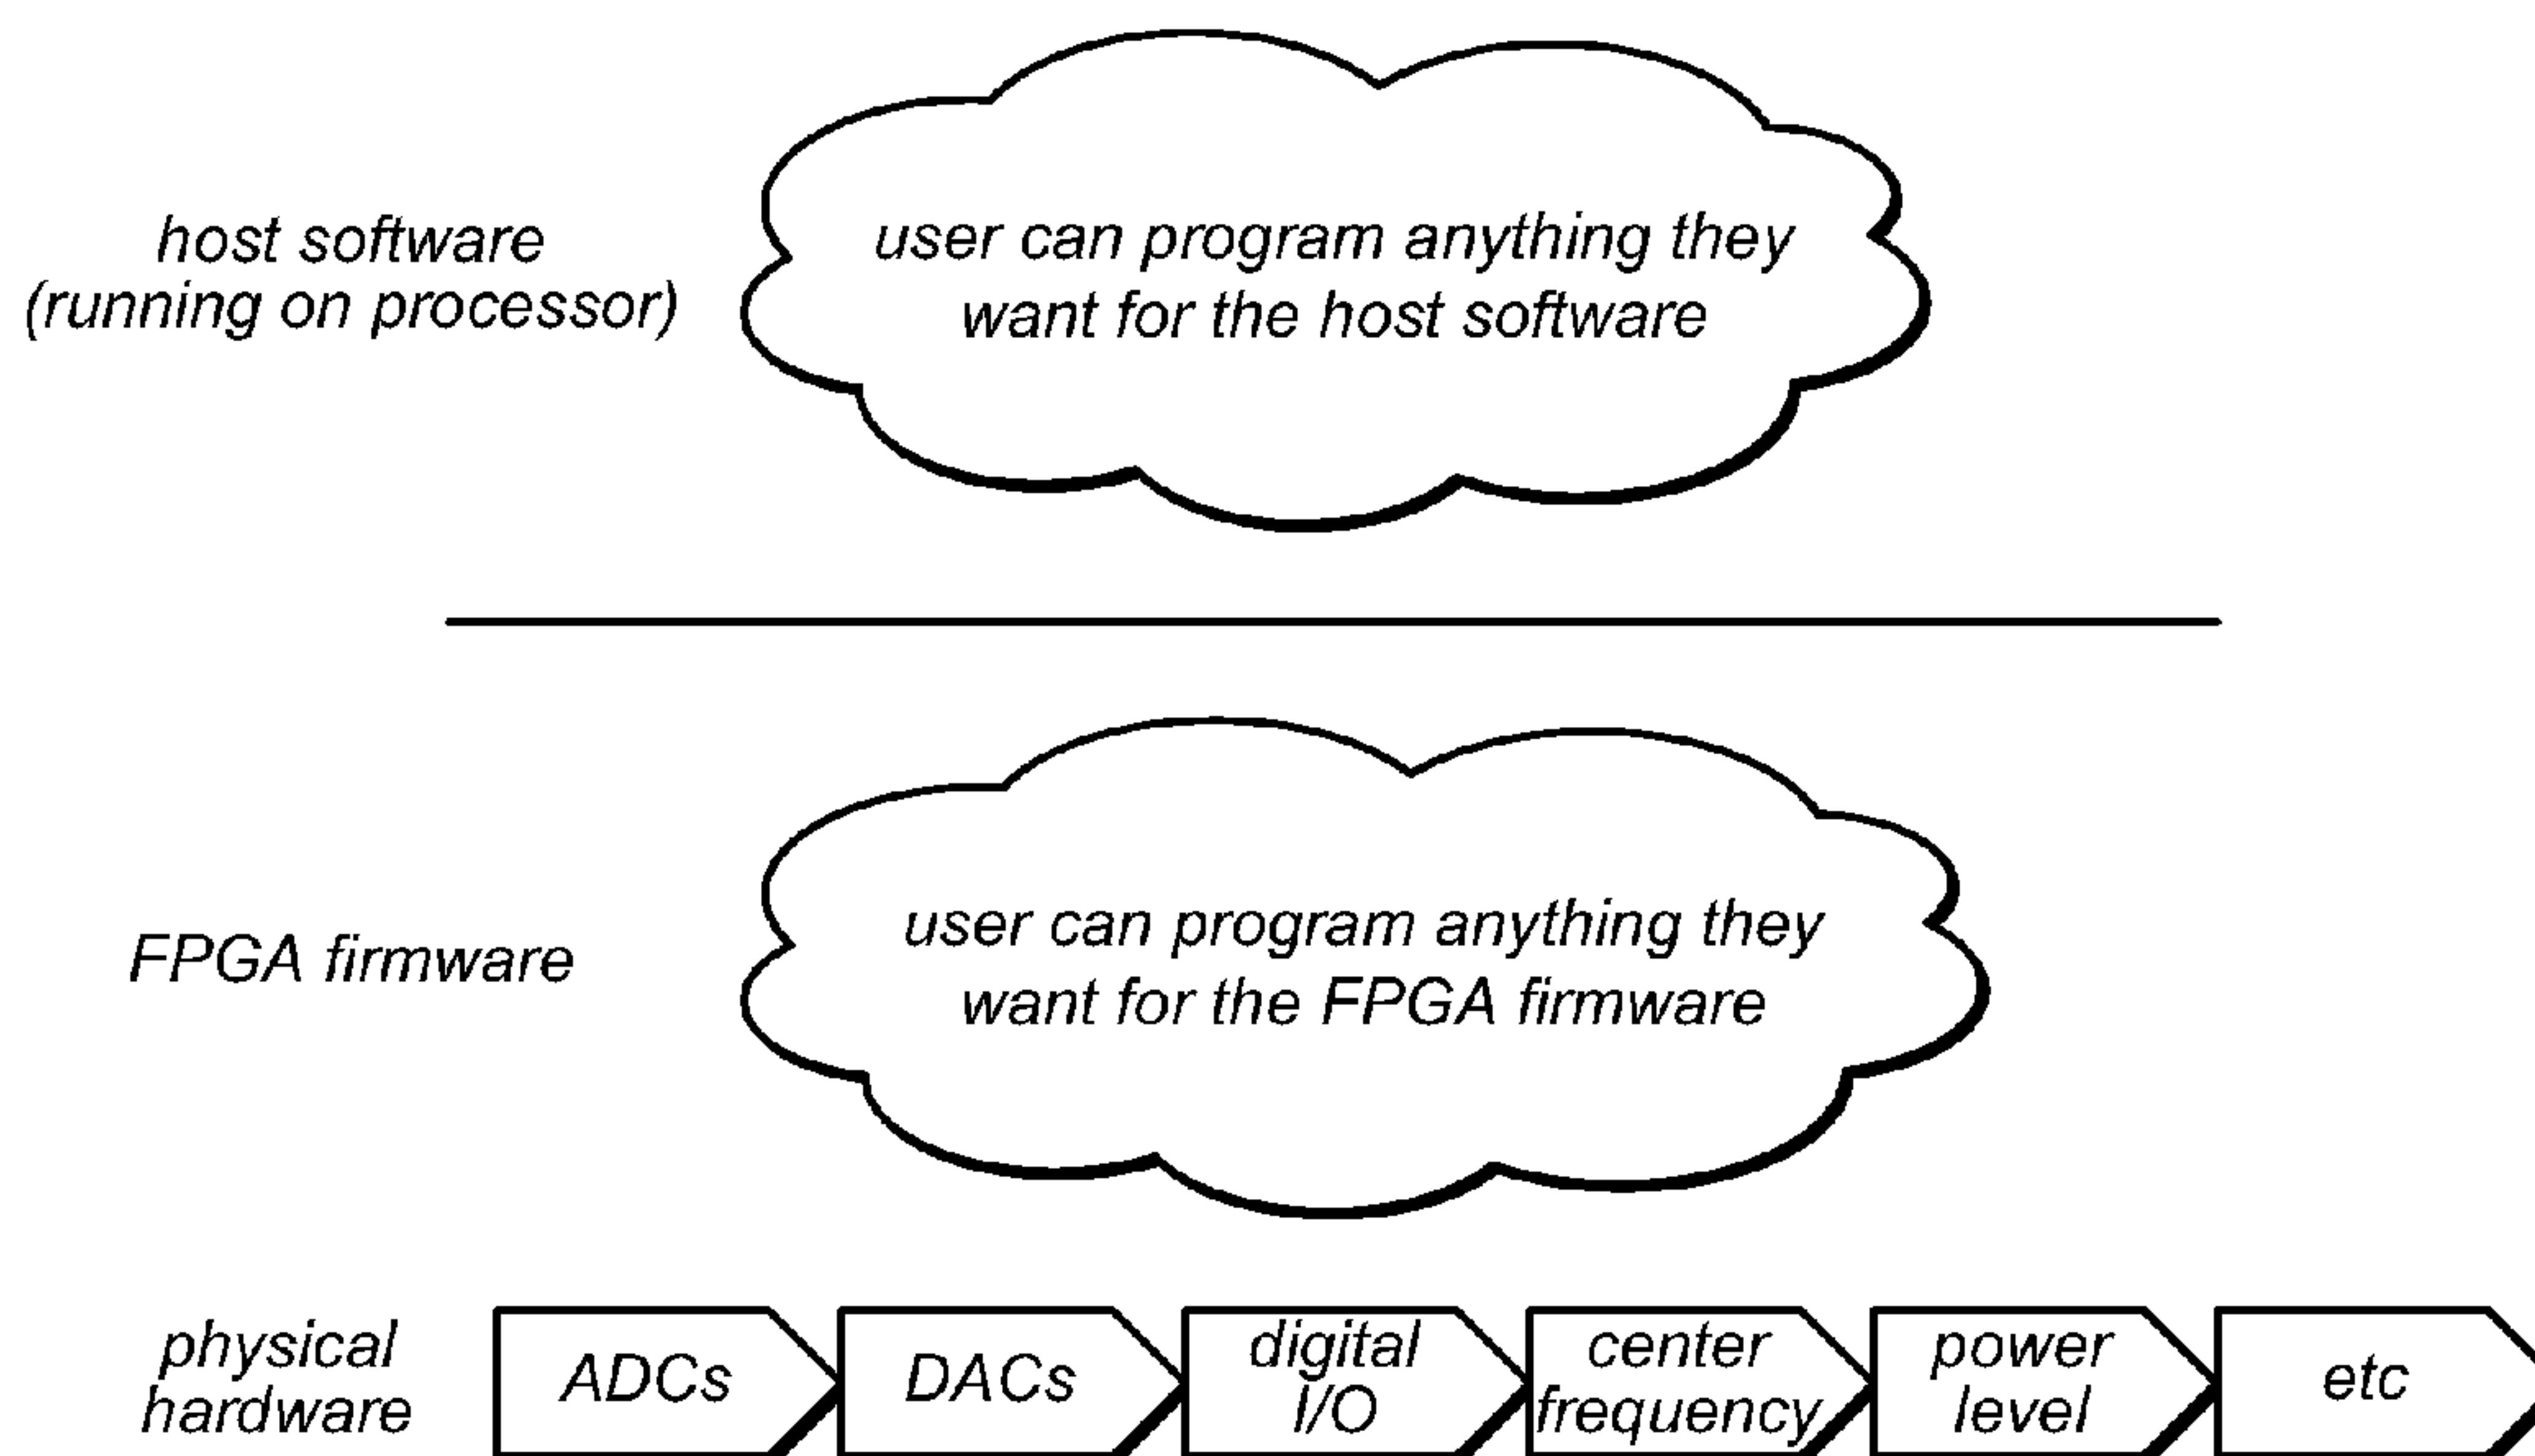 host software
(running on processor)
user can program anything they
want for the host software
FPGA firmware
user can program anything they
want for the FPGA firmware
physical
hardware
ADCs
DACs
digital
I/O
center
frequency
power
level
etc